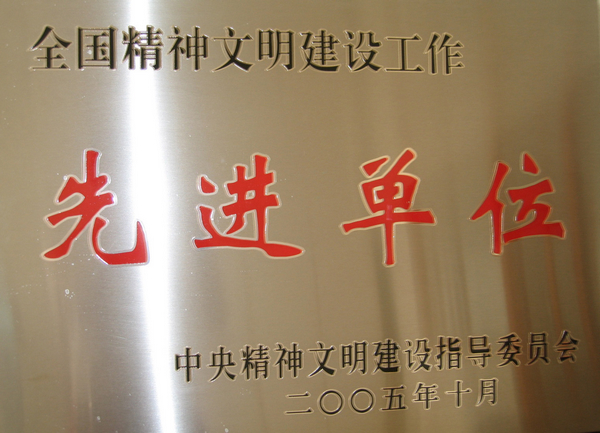 全国精神文明建设工作
先进单位
中央精神文明建设指导委员会
二〇〇五年十月